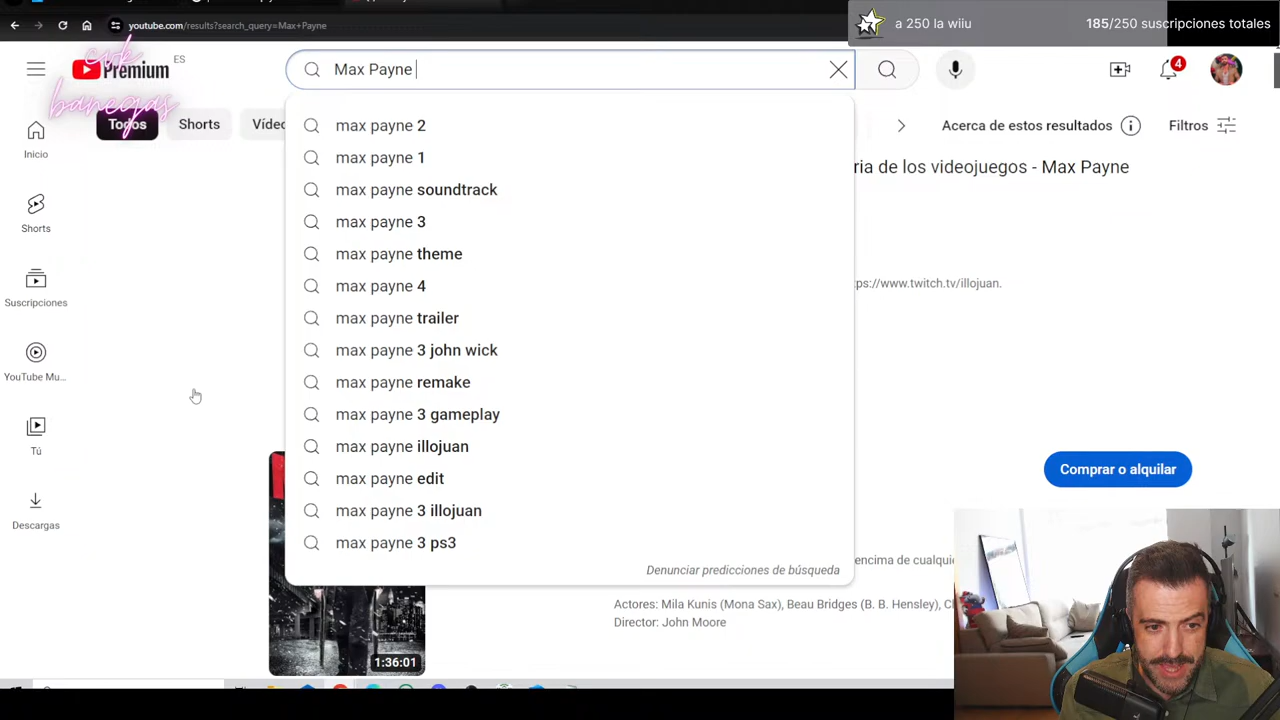 youtube.com/results?search_query=Max+Payne
a 250 la wiiu
185/250 suscripciones totales
cvk
banegas
Premium
ES
Max Payne
4
Todos
Shorts
Vídeo
Acerca de estos resultados
Filtros
Inicio
Shorts
Suscripciones
YouTube Mu...
Tú
Descargas
max payne 2
max payne 1
max payne soundtrack
max payne 3
max payne theme
max payne 4
max payne trailer
max payne 3 john wick
max payne remake
max payne 3 gameplay
max payne illojuan
max payne edit
max payne 3 illojuan
max payne 3 ps3
Denunciar predicciones de búsqueda
ria de los videojuegos - Max Payne
ps://www.twitch.tv/illojuan.
Comprar o alquilar
encima de cualquie
Actores: Mila Kunis (Mona Sax), Beau Bridges (B. B. Hensley), C
Director: John Moore
1:36:01